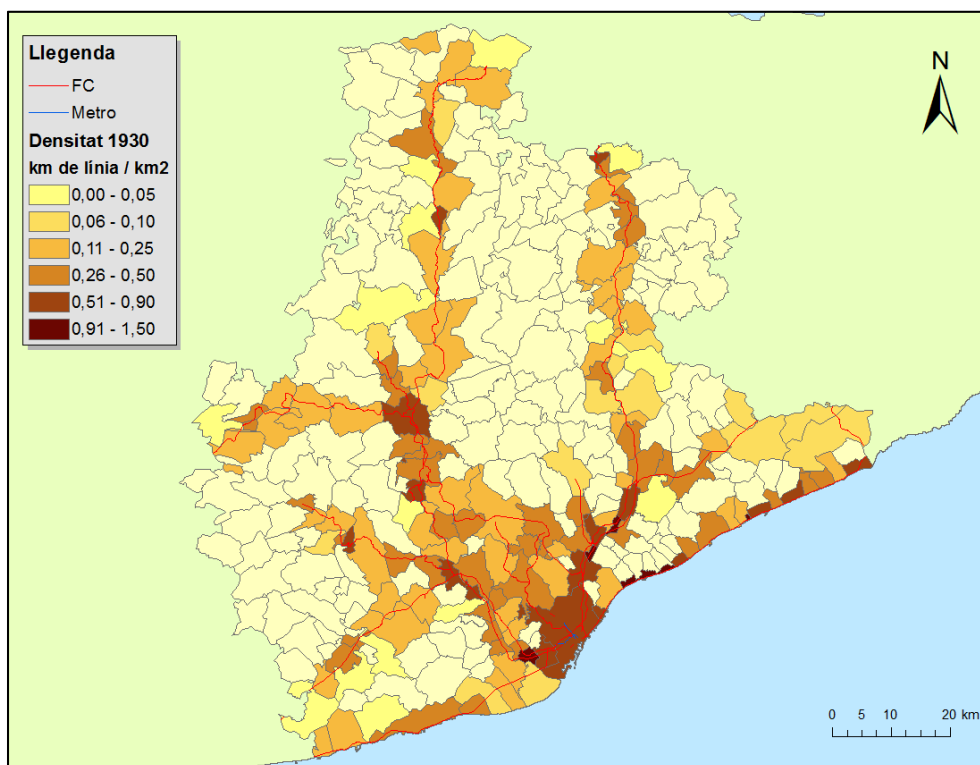 Llegenda
FC
Metro
Densitat 1930
km de línia / km2
0,00 - 0,05
0,06 - 0,10
0,11 - 0,25
0,26 - 0,50
0,51 - 0,90
0,91 - 1,50
N
0 5 10 20 km